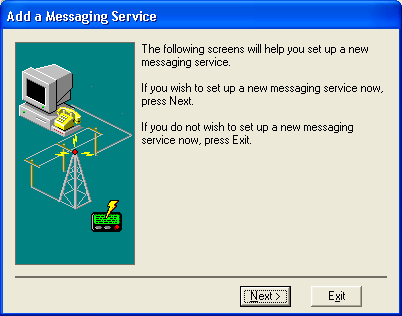 Add a Messaging Service
The following screens will help you set up a new
messaging service.
If you wish to set up a new messaging service now,
press Next.
If you do not wish to set up a new messaging
service now, press Exit.
Next >
Exit